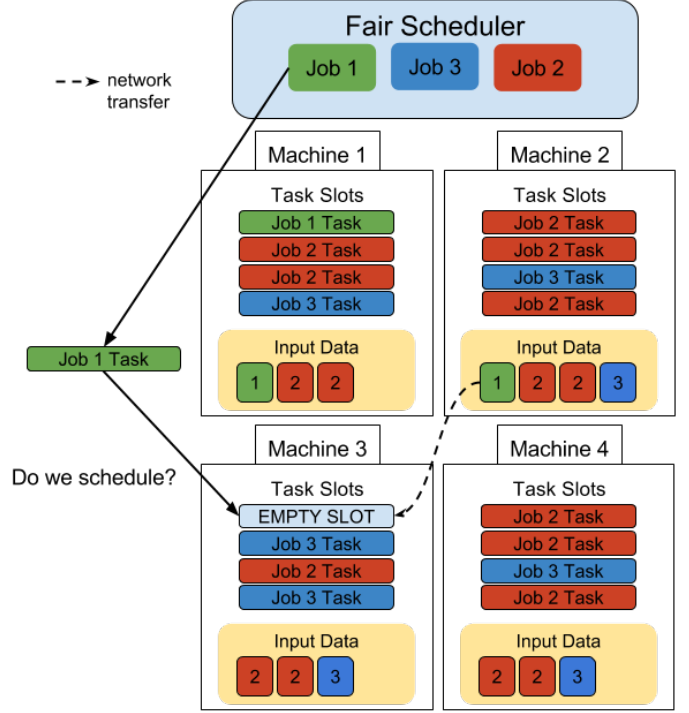 Fair Scheduler
Job 1 Job 3 Job 2
network
transfer
Machine 1
Task Slots
Job 1 Task
Job 2 Task
Job 2 Task
Job 3 Task
Input Data
1 2 2
Machine 2
Task Slots
Job 2 Task
Job 2 Task
Job 3 Task
Job 2 Task
Input Data
1 2 2 3
Job 1 Task
Do we schedule?
Machine 3
Task Slots
EMPTY SLOT
Job 3 Task
Job 2 Task
Job 3 Task
Input Data
2 2 3
Machine 4
Task Slots
Job 2 Task
Job 2 Task
Job 3 Task
Job 2 Task
Input Data
2 2 3